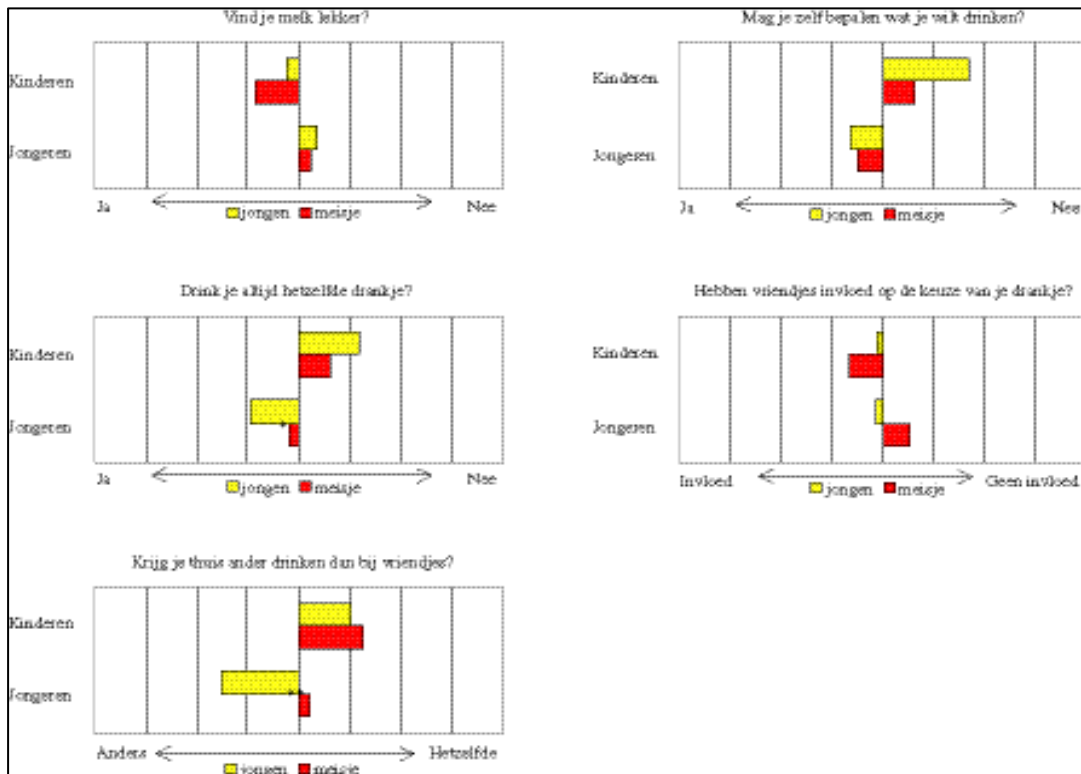 Vind je melk lekker?
Kinderen
Jongeren
Ja
Nee
jongen meisje
Mag je zelf bepalen wat je wilt drinken?
Kinderen
Jongeren
Ja
Nee
jongen meisje
Drink je altijd hetzelfde drankje?
Kinderen
Jongeren
Ja
Nee
jongen meisje
Hebben vriendjes invloed op de keuze van je drankje?
Kinderen
Jongeren
Invloed
Geen invloed
jongen meisje
Krijg je thuis ander drinken dan bij vriendjes?
Kinderen
Jongeren
Anders
Hetzelfde
jongen meisje